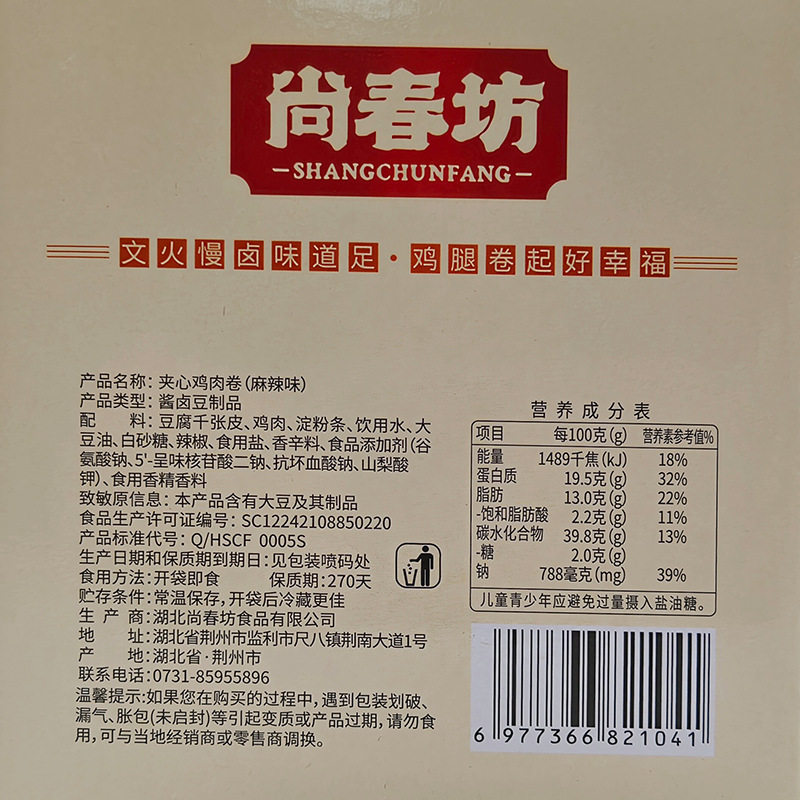 尚春坊
SHANGCHUNFANG
文火慢卤味道足·鸡腿卷起好幸福
产品名称：夹心鸡肉卷(麻辣味)
产品类型：酱卤豆制品
配　料：豆腐千张皮、鸡肉、淀粉条、饮用水、大
豆油、白砂糖、辣椒、食用盐、香辛料、食品添加剂(谷
氨酸钠、5'-呈味核苷酸二钠、抗坏血酸钠、山梨酸
钾)、食用香精香料
致敏原信息：本产品含有大豆及其制品
食品生产许可证编号：SC12242108850220
产品标准代号：Q/HSCF 0005S
生产日期和保质期到期日：见包装喷码处
食用方法：开袋即食　保质期：270天
贮存条件：常温保存，开袋后冷藏更佳
生 产 商：湖北尚春坊食品有限公司
地　址：湖北省荆州市监利市尺八镇荆南大道1号
产　地：湖北省·荆州市
联系电话：0731-85955896
温馨提示：如果您在购买的过程中，遇到包装划破、
漏气、胀包(未启封)等引起变质或产品过期，请勿食
用，可与当地经销商或零售商调换。
营养成分表
项目 每100克(g) 营养素参考值%
能量 1489千焦(kJ) 18%
蛋白质 19.5克(g) 32%
脂肪 13.0克(g) 22%
-饱和脂肪酸 2.2克(g) 11%
碳水化合物 39.8克(g) 13%
-糖 2.0克(g)
钠 788毫克(mg) 39%
儿童青少年应避免过量摄入盐油糖。
6 977366 821041